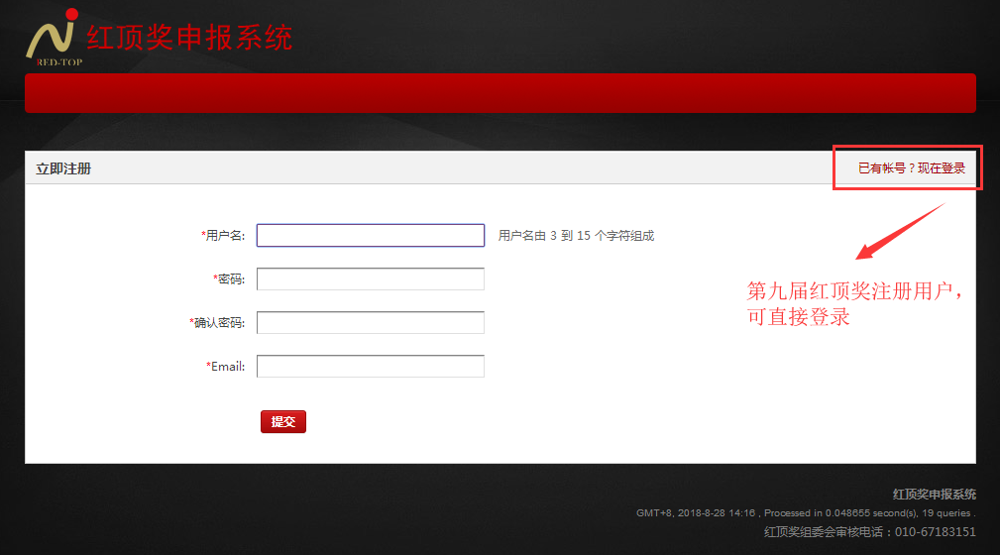 红顶奖申报系统
RED-TOP
立即注册
已有帐号？现在登录
*用户名:
用户名由 3 到 15 个字符组成
*密码:
*确认密码:
*Email:
第九届红顶奖注册用户，
可直接登录
提交
红顶奖申报系统
GMT+8, 2018-8-28 14:16 , Processed in 0.048655 second(s), 19 queries .
红顶奖组委会审核电话：010-67183151